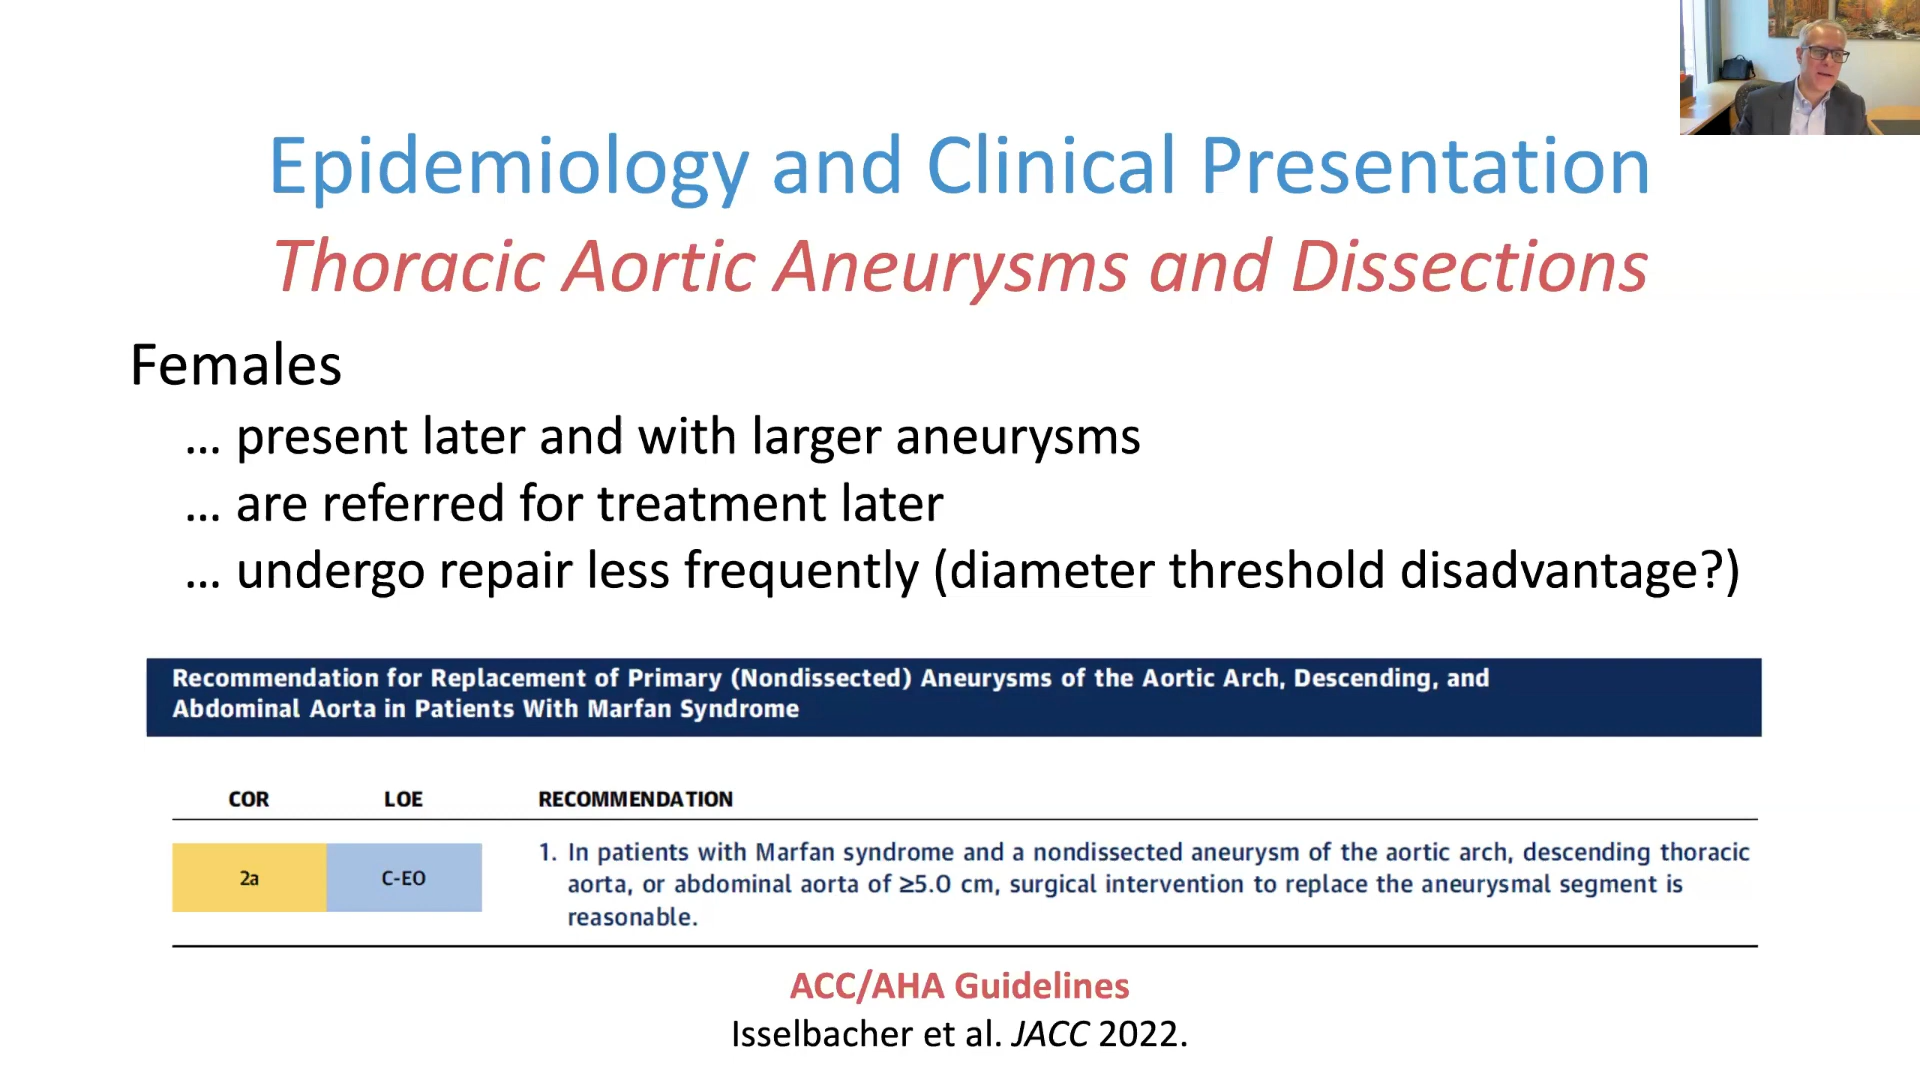 Epidemiology and Clinical Presentation
Thoracic Aortic Aneurysms and Dissections
Females
... present later and with larger aneurysms
... are referred for treatment later
... undergo repair less frequently (diameter threshold disadvantage?)
Recommendation for Replacement of Primary (Nondissected) Aneurysms of the Aortic Arch, Descending, and
Abdominal Aorta in Patients With Marfan Syndrome
COR LOE RECOMMENDATION
2a C-EO 1. In patients with Marfan syndrome and a nondissected aneurysm of the aortic arch, descending thoracic
aorta, or abdominal aorta of ≥5.0 cm, surgical intervention to replace the aneurysmal segment is
reasonable.
ACC/AHA Guidelines
Isselbacher et al. JACC 2022.